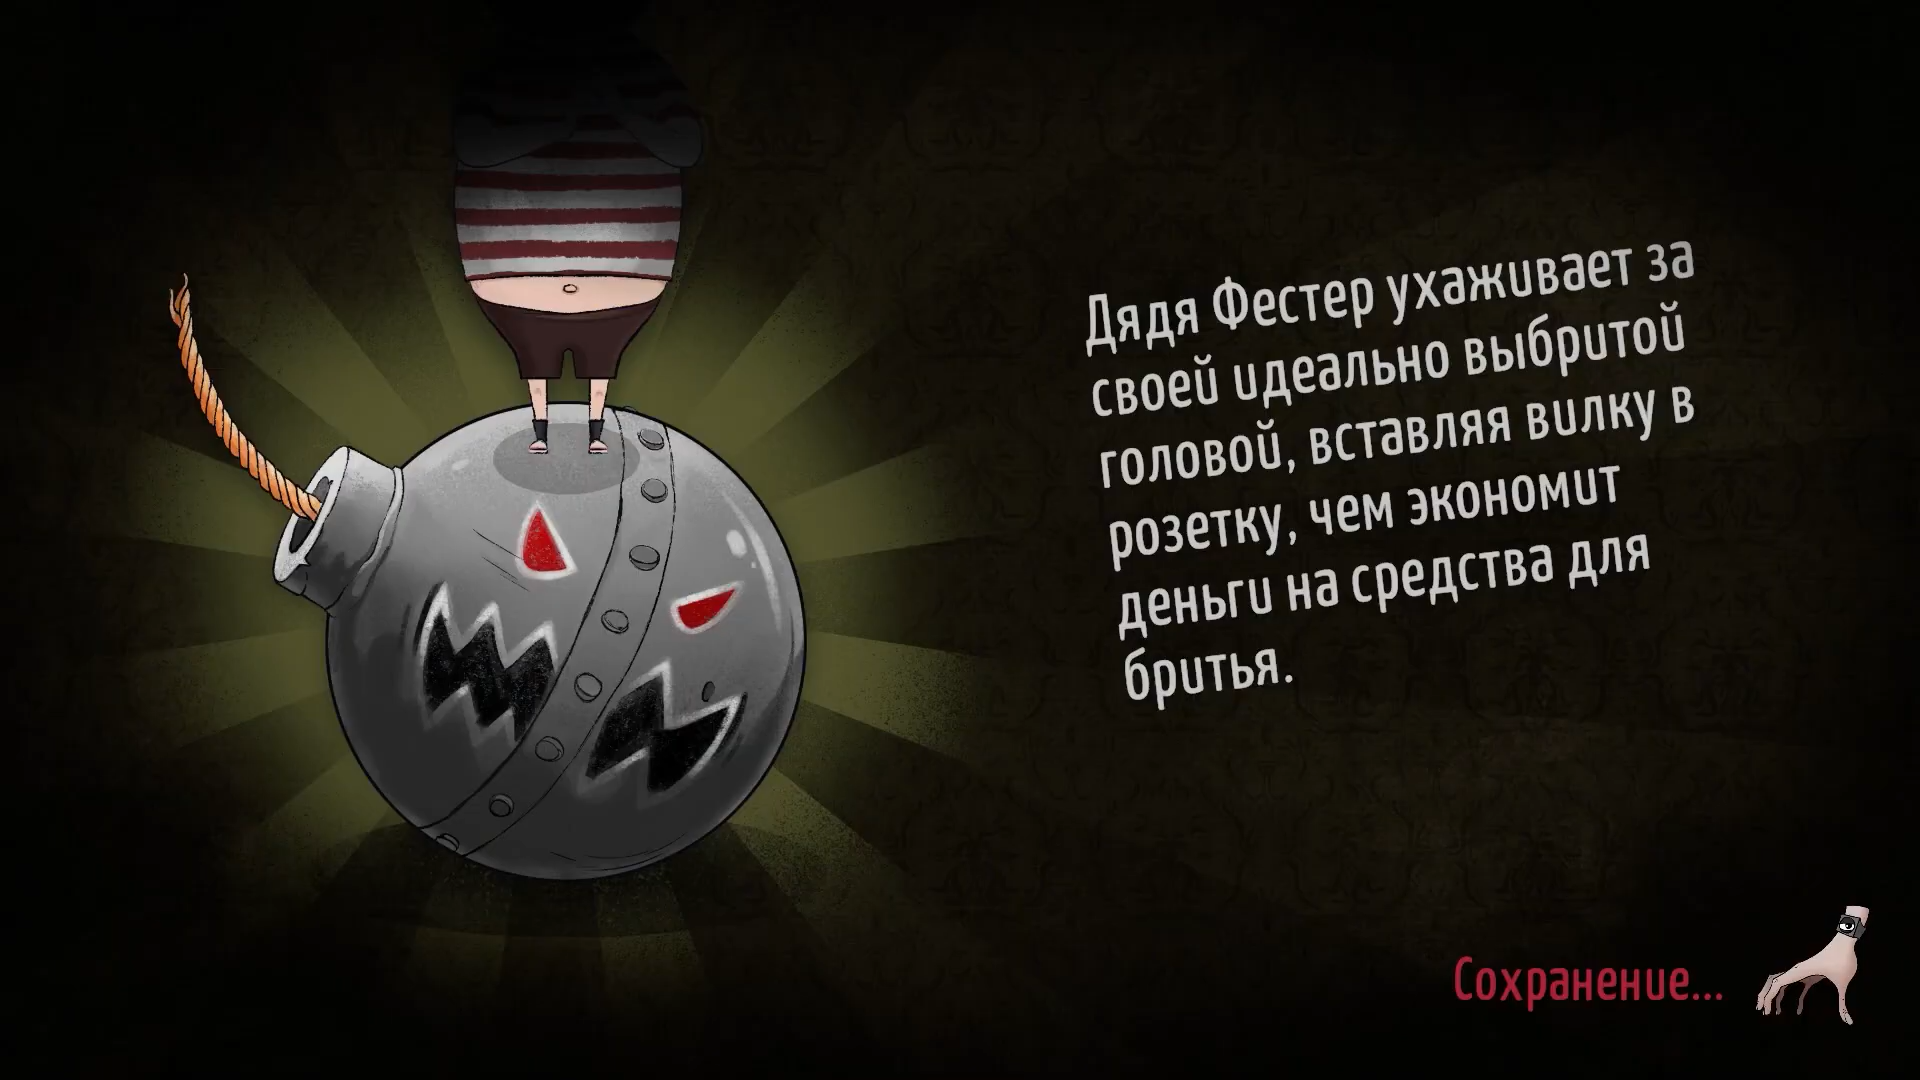 Дядя Фестер ухаживает за
своей идеально выбритой
головой, вставляя вилку в
розетку, чем экономит
деньги на средства для
бритья.
Сохранение...